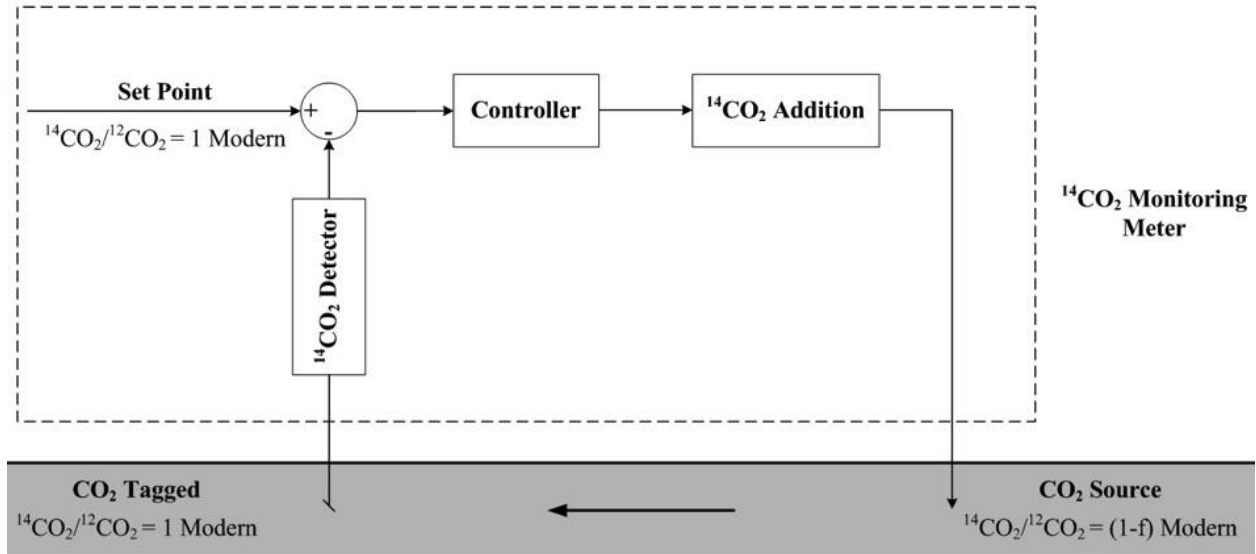 Set Point
¹⁴CO₂/¹²CO₂ = 1 Modern
+
-
Controller
¹⁴CO₂ Addition
¹⁴CO₂ Detector
¹⁴CO₂ Monitoring
Meter
CO₂ Tagged
¹⁴CO₂/¹²CO₂ = 1 Modern
CO₂ Source
¹⁴CO₂/¹²CO₂ = (1-f) Modern